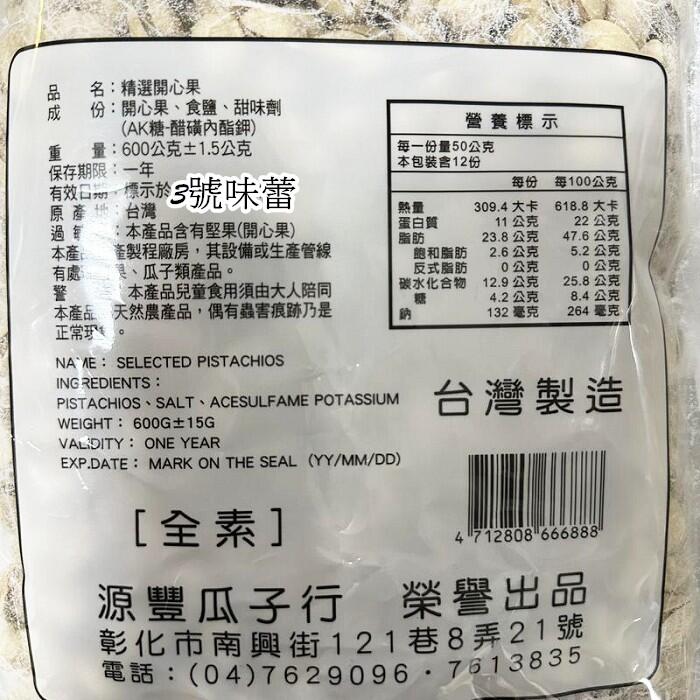 品 名：精選開心果
成 份：開心果、食鹽、甜味劑
(AK糖-醋磺內酯鉀)
重 量：600公克±1.5公克
保存期限：一年
有效日期：標示於
3號味蕾
原 產 地：台灣
過 敏 ：本產品含有堅果(開心果)
本產 產製程廠房，其設備或生產管線
有處 果、瓜子類產品。
警 ：本產品兒童食用須由大人陪同
本產品 天然農產品，偶有蟲害痕跡乃是
正常現 。
NAME： SELECTED PISTACHIOS
INGREDIENTS：
PISTACHIOS、SALT、ACESULFAME POTASSIUM
WEIGHT： 600G±15G
VALIDITY： ONE YEAR
EXP.DATE： MARK ON THE SEAL (YY/MM/DD)
[全素]
營養標示
每一份量50公克
本包裝含12份
每份 每100公克
熱量 309.4 大卡 618.8 大卡
蛋白質 11 公克 22 公克
脂肪 23.8 公克 47.6 公克
飽和脂肪 2.6 公克 5.2 公克
反式脂肪 0 公克 0 公克
碳水化合物 12.9 公克 25.8 公克
糖 4.2 公克 8.4 公克
鈉 132 毫克 264 毫克
台灣製造
4 712808 666888
源豐瓜子行 榮譽出品
彰化市南興街121巷8弄21號
電話：(04)7629096・7613835